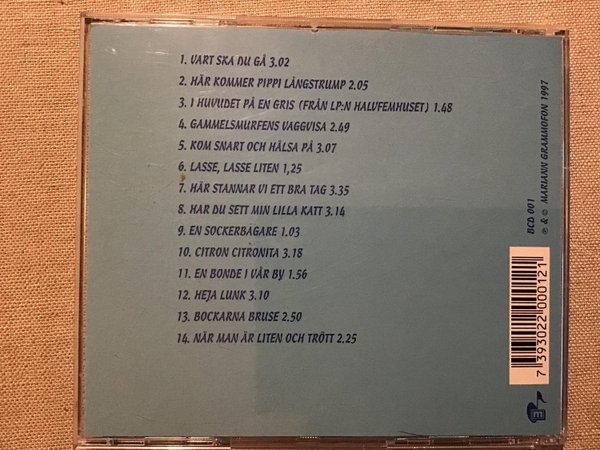 1. VART SKA DU GÅ 3.02
2. HÄR KOMMER PIPPI LÅNGSTRUMP 2.05
3. I HUVUDET PÅ EN GRIS (FRÅN LP:N HALVFEMHUSET) 1.48
4. GAMMELSMURFENS VAGGVISA 2.49
5. KOM SNART OCH HÄLSA PÅ 3.07
6. LASSE, LASSE LITEN 1,25
7. HÄR STANNAR VI ETT BRA TAG 3.35
8. HAR DU SETT MIN LILLA KATT 3.14
9. EN SOCKERBAGARE 1.03
10. CITRON CITRONITA 3.18
11. EN BONDE I VÅR BY 1.56
12. HEJA LUNK 3.10
13. BOCKARNA BRUSE 2.50
14. NÄR MAN ÄR LITEN OCH TRÖTT 2.25
BCD 001
℗ & © MARIANN GRAMMOFON 1997
7 393022 000121
m